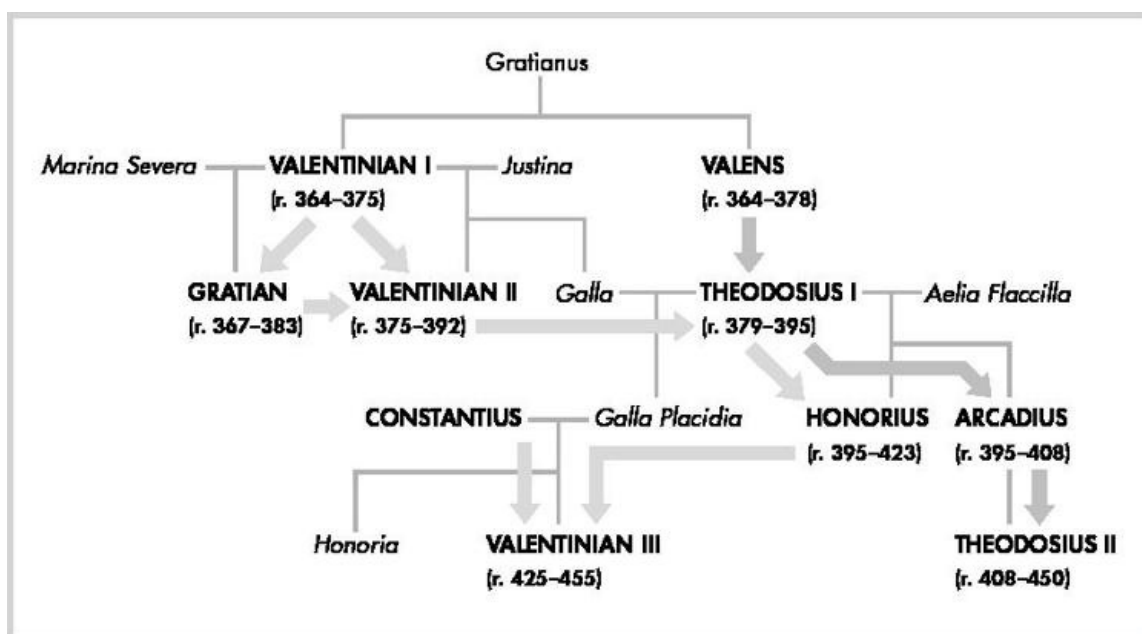 Gratianus
Marina Severa VALENTINIAN I Justina VALENS
(r. 364–375) (r. 364–378)
GRATIAN VALENTINIAN II Galla THEODOSIUS I Aelia Flaccilla
(r. 367–383) (r. 375–392) (r. 379–395)
CONSTANTIUS Galla Placidia HONORIUS ARCADIUS
(r. 395–423) (r. 395–408)
Honoria VALENTINIAN III THEODOSIUS II
(r. 425–455) (r. 408–450)